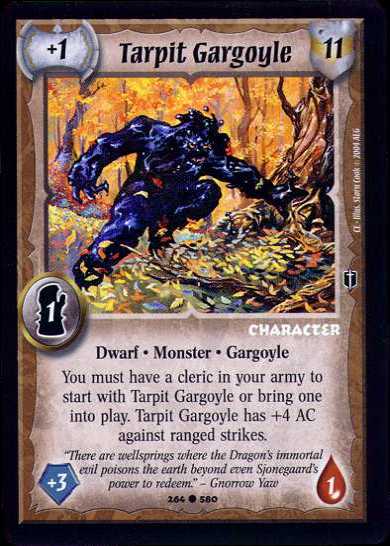 +1
Tarpit Gargoyle
11
CE • Illus. Storn Cook © 2004 AEG
1
CHARACTER
Dwarf • Monster • Gargoyle
You must have a cleric in your army to
start with Tarpit Gargoyle or bring one
into play. Tarpit Gargoyle has +4 AC
against ranged strikes.
"There are wellsprings where the Dragon's immortal
evil poisons the earth beyond even Sjonegaard's
power to redeem." – Gnorrow Yaw
+3
264 ● 580
1